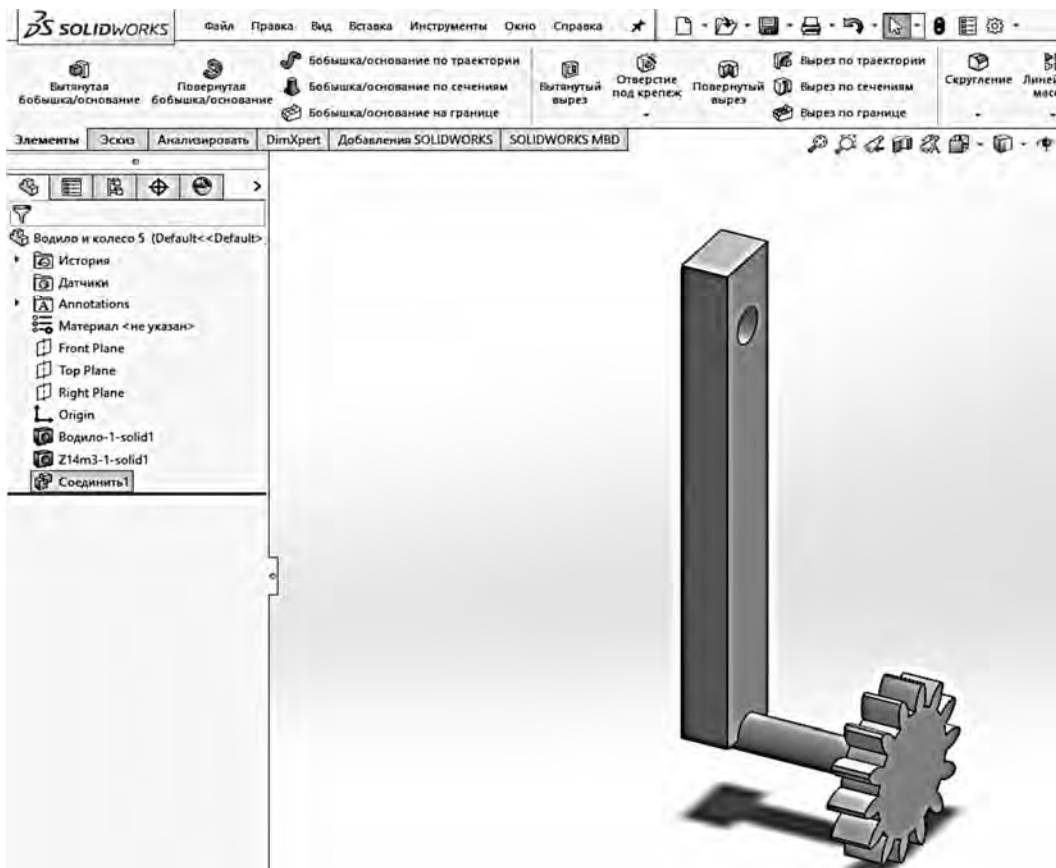 SOLIDWORKS Файл Правка Вид Вставка Инструменты Окно Справка
Вытянутая бобышка/основание
Повернутая бобышка/основание
Бобышка/основание по траектории
Бобышка/основание по сечениям
Бобышка/основание на границе
Вытянутый вырез
Отверстие под крепеж
Повернутый вырез
Вырез по траектории
Вырез по сечениям
Вырез по границе
Скругление
Элементы Эскиз Анализировать DimXpert Добавления SOLIDWORKS SOLIDWORKS MBD
Водило и колесо 5 (Default<<Default>
История
Датчики
Annotations
Материал <не указан>
Front Plane
Top Plane
Right Plane
Origin
Водило-1-solid1
Z14m3-1-solid1
Соединить1